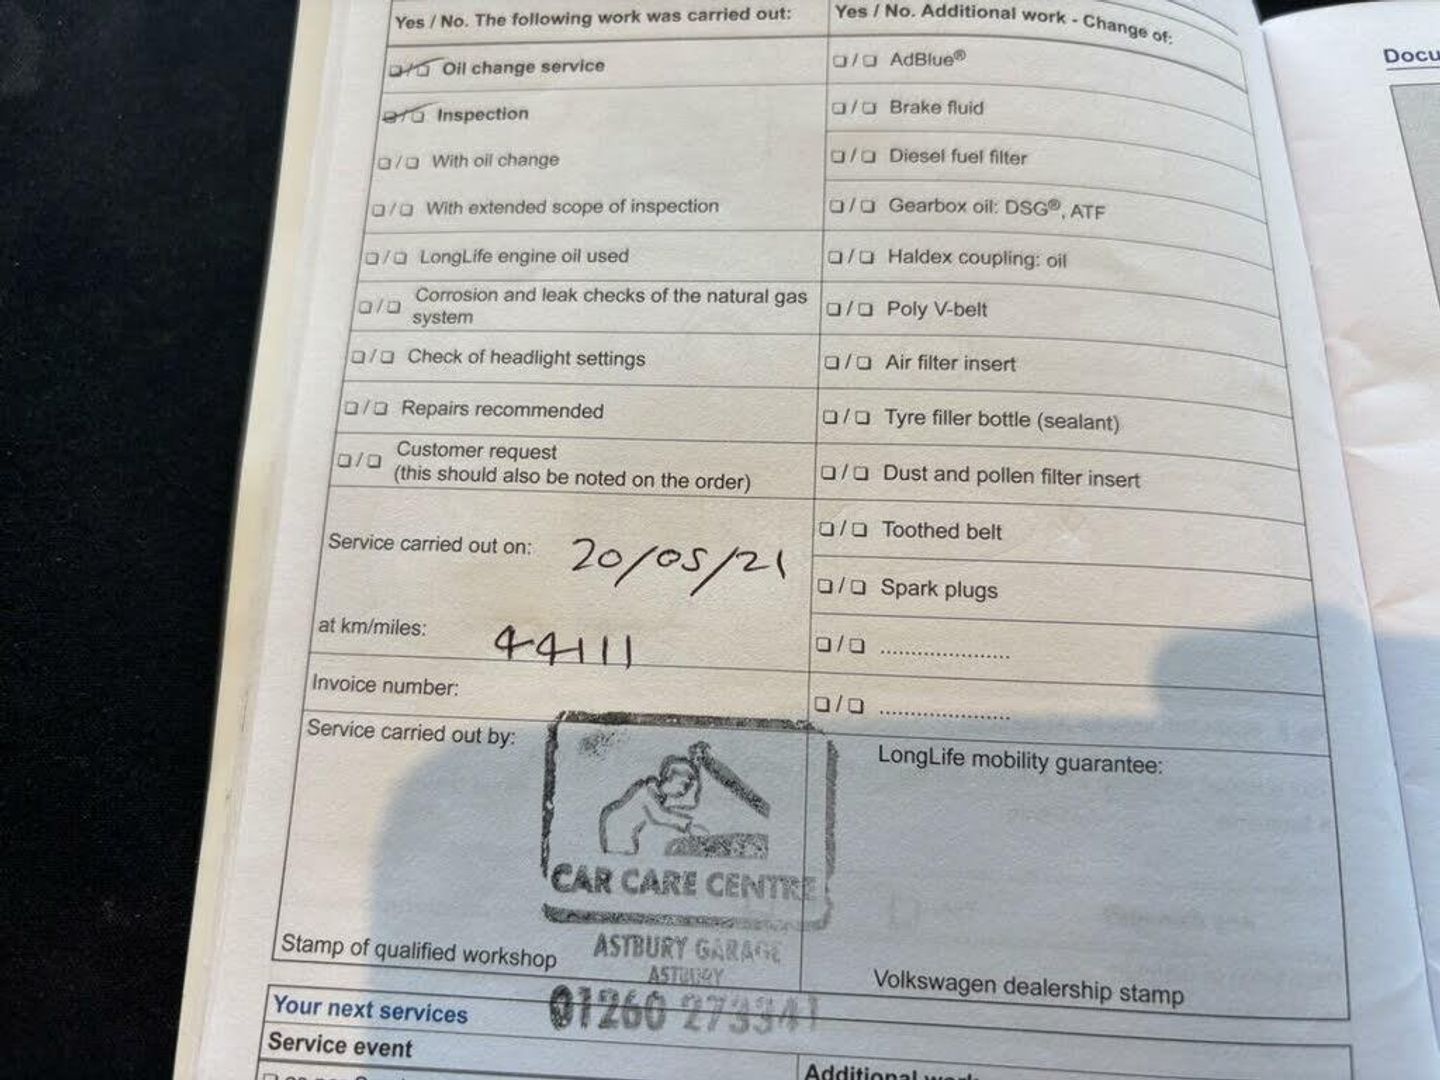 Yes / No. The following work was carried out:
❏/❏ Oil change service
❏/❏ Inspection
❏/❏ With oil change
❏/❏ With extended scope of inspection
❏/❏ LongLife engine oil used
❏/❏ Corrosion and leak checks of the natural gas
system
❏/❏ Check of headlight settings
❏/❏ Repairs recommended
❏/❏ Customer request
(this should also be noted on the order)
Service carried out on: 20/05/21
at km/miles: 44111
Invoice number:
Service carried out by:
CAR CARE CENTRE
ASTBURY GARAGE
ASTBURY
01260 273341
Stamp of qualified workshop
Yes / No. Additional work - Change of:
❏/❏ AdBlue®
❏/❏ Brake fluid
❏/❏ Diesel fuel filter
❏/❏ Gearbox oil: DSG®, ATF
❏/❏ Haldex coupling: oil
❏/❏ Poly V-belt
❏/❏ Air filter insert
❏/❏ Tyre filler bottle (sealant)
❏/❏ Dust and pollen filter insert
❏/❏ Toothed belt
❏/❏ Spark plugs
❏/❏ ......................
❏/❏ ......................
LongLife mobility guarantee:
Volkswagen dealership stamp
Your next services
Service event
Additional
Docu